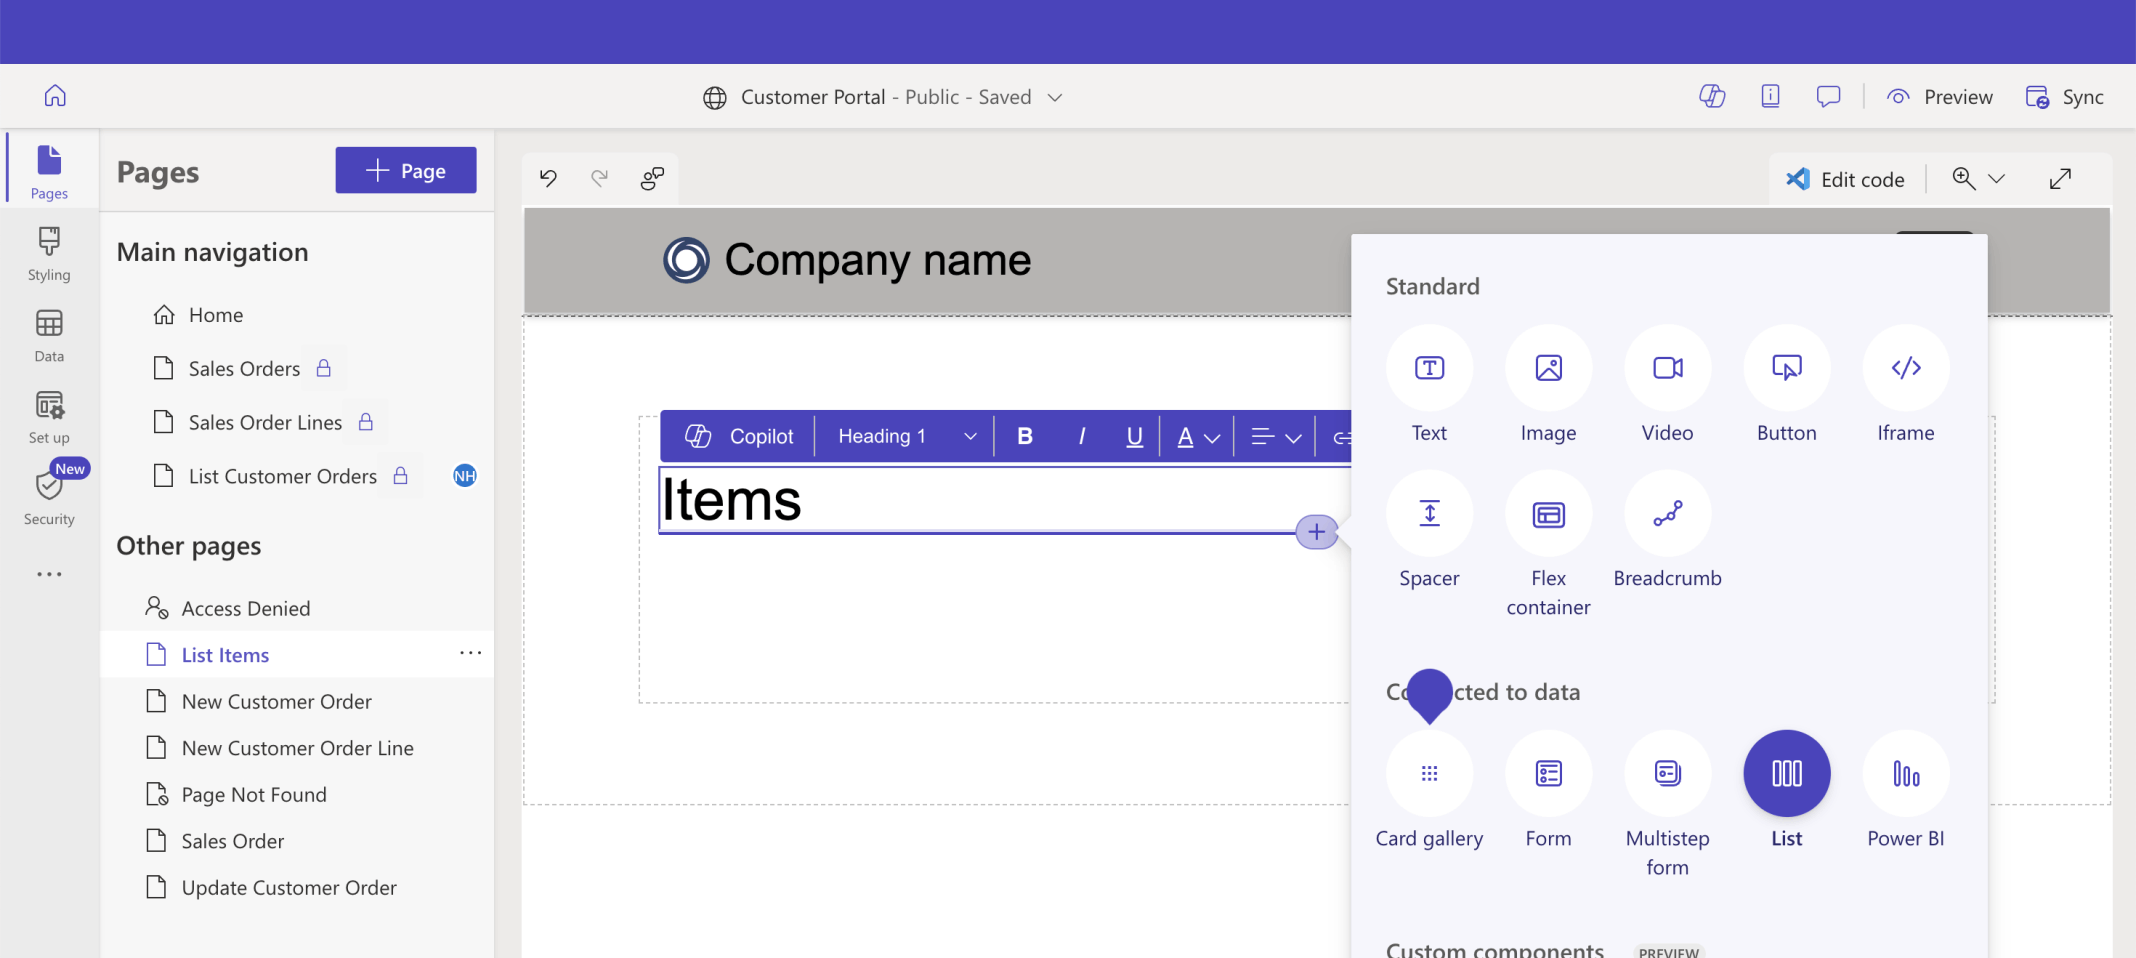 Customer Portal - Public - Saved
Preview
Sync
Pages
Styling
Data
Set up
New
Security
Pages
Page
Main navigation
Home
Sales Orders
Sales Order Lines
List Customer Orders
NH
Other pages
Access Denied
List Items
New Customer Order
New Customer Order Line
Page Not Found
Sales Order
Update Customer Order
Edit code
Company name
Copilot
Heading 1
B
I
U
A
Items
Standard
Text
Image
Video
Button
Iframe
Spacer
Flex
container
Breadcrumb
Co cted to data
Card gallery
Form
Multistep
form
List
Power BI
Custom components
PREVIEW